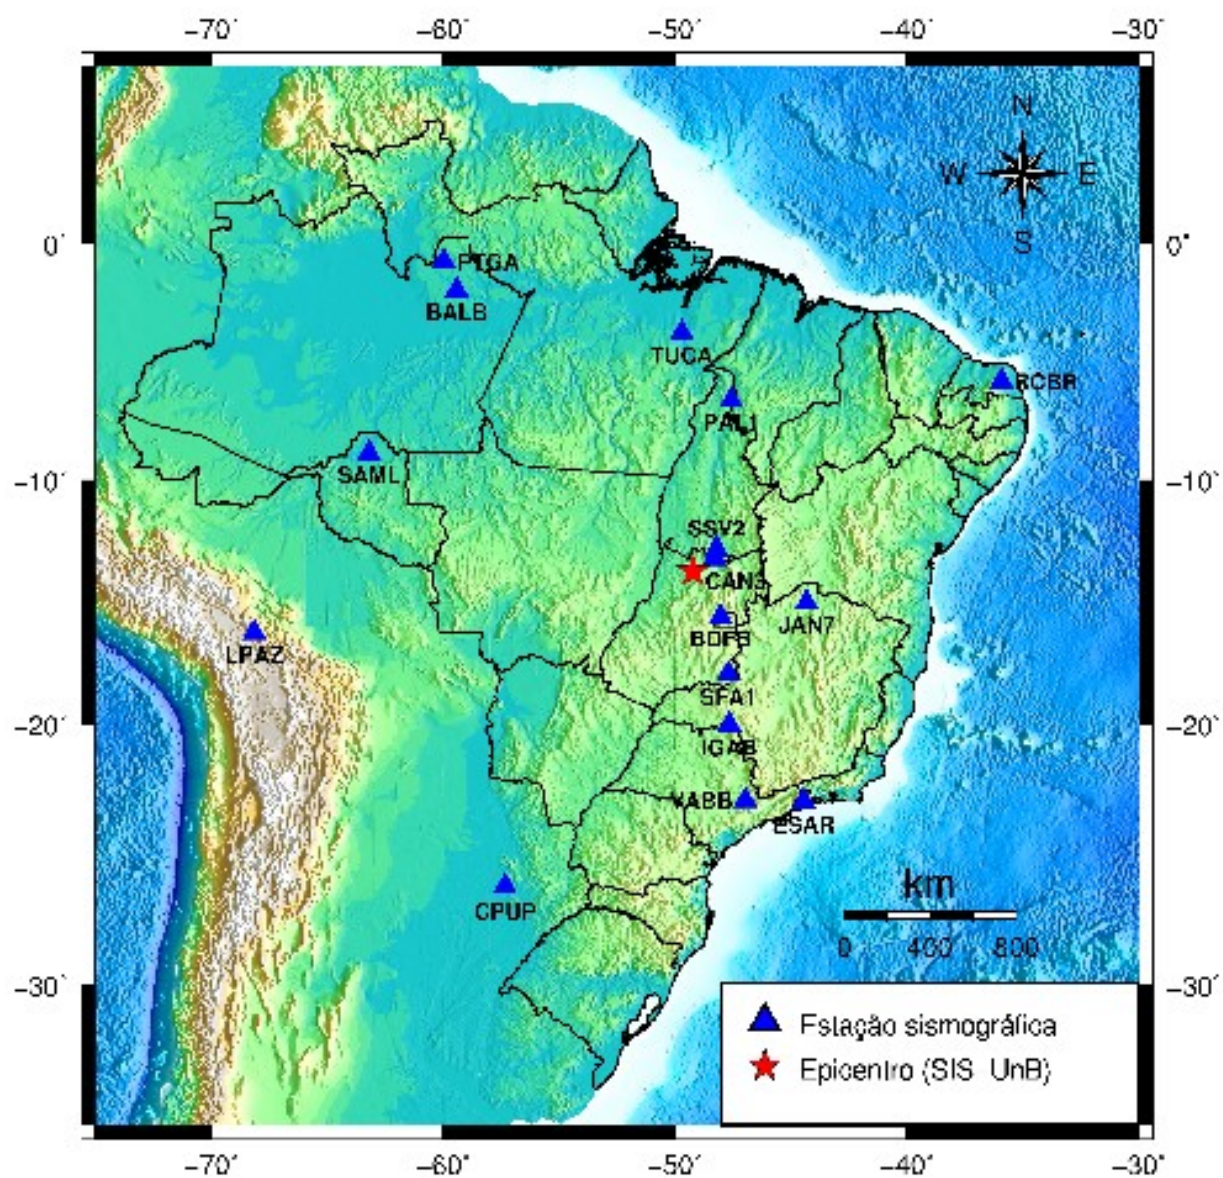 −70° −60° −50° −40° −30°
N
W E
S
0° 0°
PTGA
BALB
TUCA
RCBR
PAL1
SAML
−10° −10°
SSV2
CAN3
JAN7
BDFB
LPAZ
SFA1
−20° −20°
IGAB
VABB
ESAR
km
CPUP
0 400 800
−30° −30°
Estação sismográfica
Epicentro (SIS UnB)
−70° −60° −50° −40° −30°